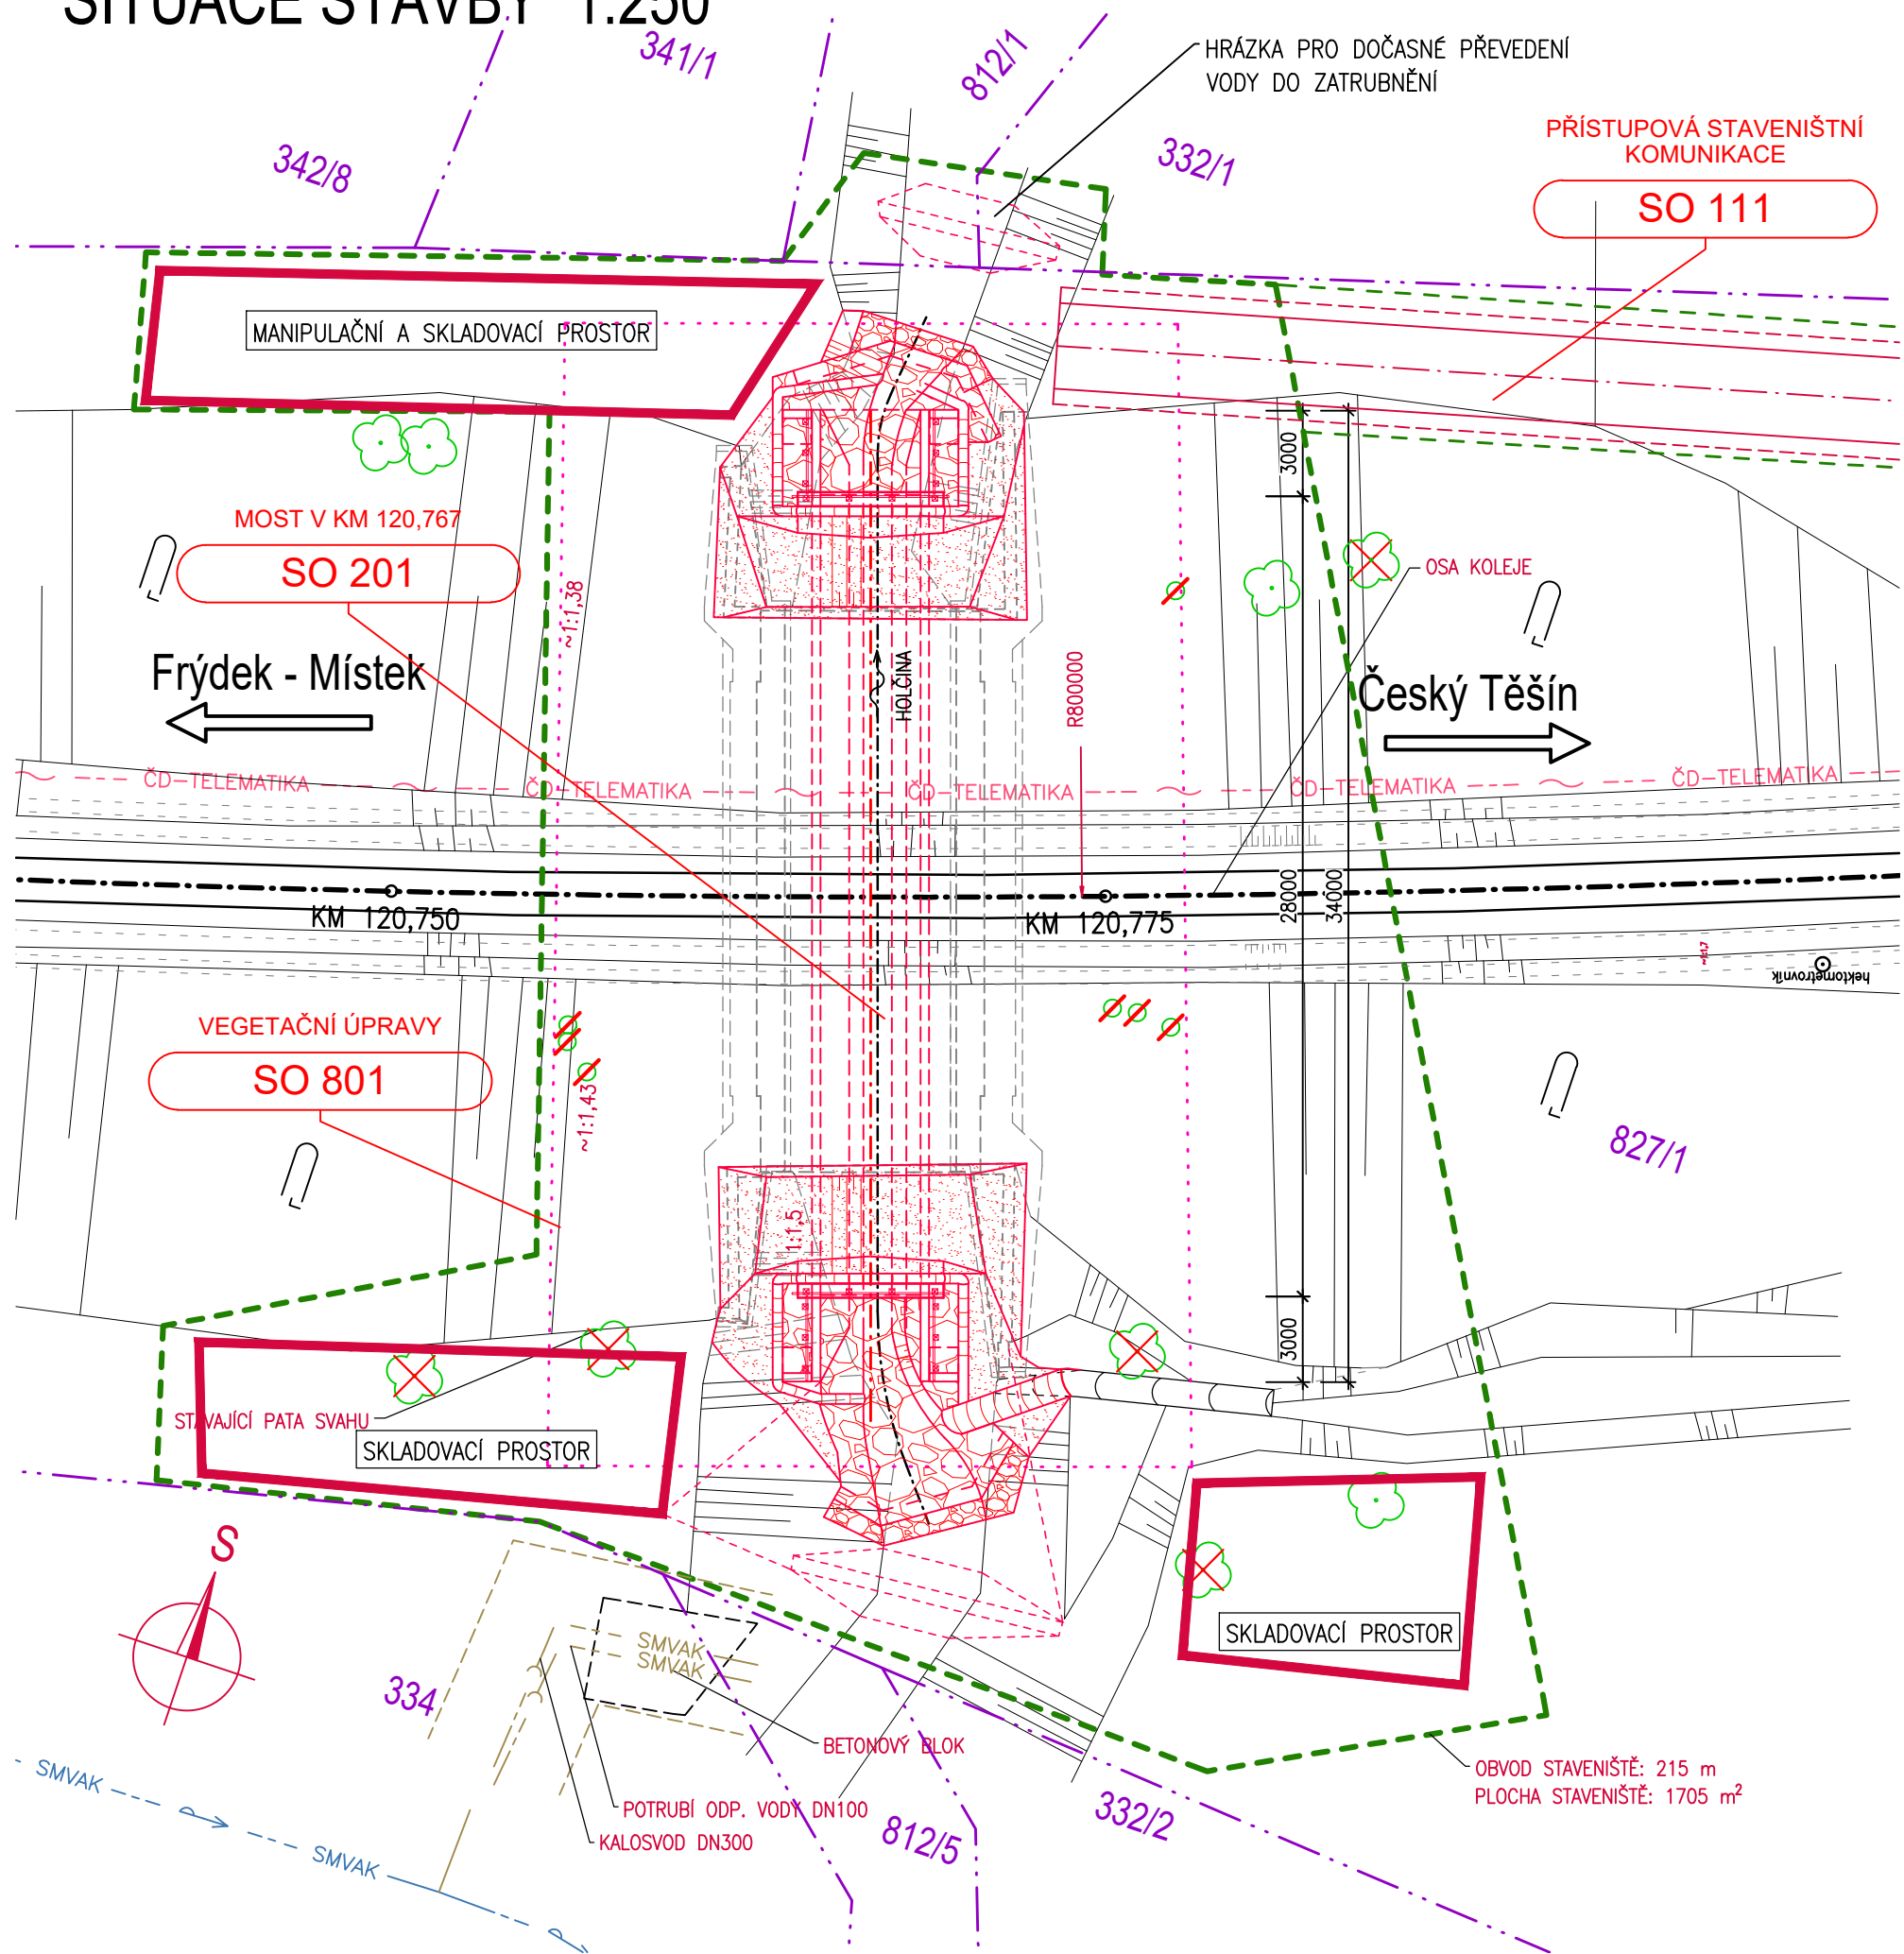 SITUACE STAVBY 1:250
341/1
812/1
HRÁZKA PRO DOČASNÉ PŘEVEDENÍ
VODY DO ZATRUBNĚNÍ
342/8
332/1
PŘÍSTUPOVÁ STAVENIŠTNÍ
KOMUNIKACE
SO 111
MANIPULAČNÍ A SKLADOVACÍ PROSTOR
3000
MOST V KM 120,767
SO 201
OSA KOLEJE
~1:1,38
Frýdek - Místek
HOLČINA
R800000
Český Těšín
ČD-TELEMATIKA
ČD-TELEMATIKA
ČD-TELEMATIKA
ČD-TELEMATIKA
ČD-TELEMATIKA
KM 120,750
KM 120,775
28000
34000
~1:1,7
hektometrovník
VEGETAČNÍ ÚPRAVY
SO 801
~1:1,43
827/1
1:1,5
3000
STAVAJÍCÍ PATA SVAHU
SKLADOVACÍ PROSTOR
S
SKLADOVACÍ PROSTOR
SMVAK
SMVAK
334
BETONOVÝ BLOK
OBVOD STAVENIŠTĚ: 215 m
PLOCHA STAVENIŠTĚ: 1705 m²
SMVAK
POTRUBÍ ODP. VODY DN100
KALOSVOD DN300
812/5
332/2
SMVAK